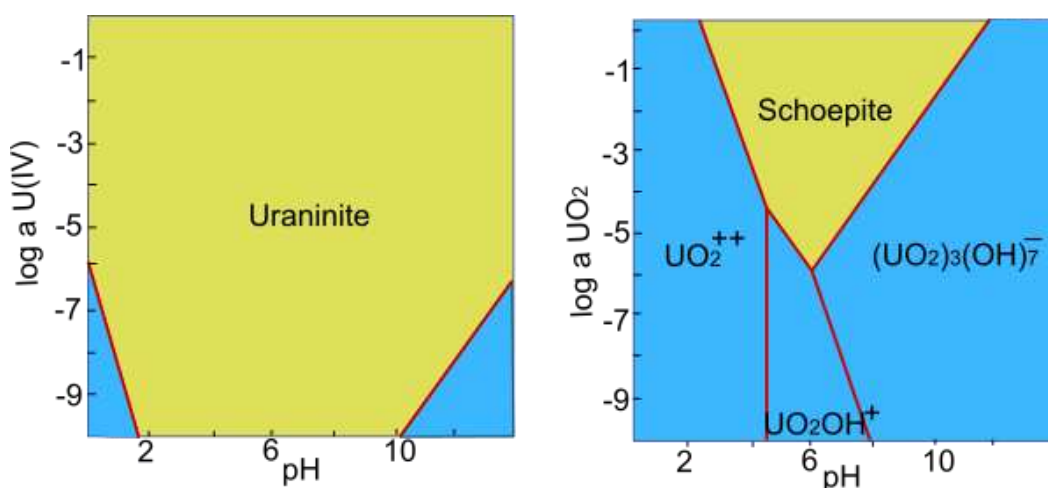 -1
-3
-5
-7
-9
log a U(IV)
Uraninite
2
6
10
pH
-1
-3
-5
-7
-9
log a UO₂
Schoepite
UO₂⁺⁺
(UO₂)₃(OH)₇⁻
UO₂OH⁺
2
6
10
pH